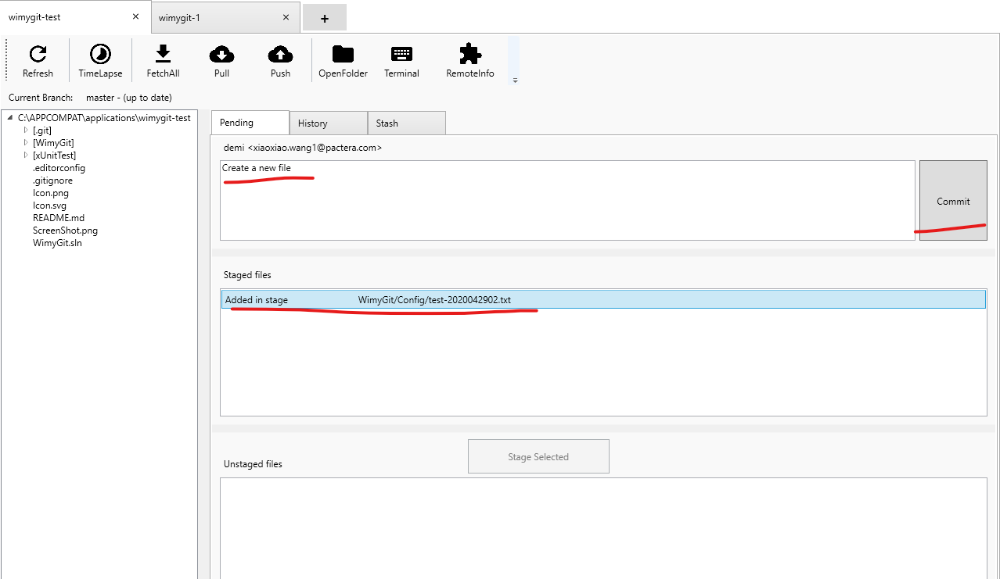 wimygit-test ✕ wimygit-1 ✕ +
Refresh TimeLapse FetchAll Pull Push OpenFolder Terminal RemoteInfo
Current Branch: master - (up to date)
C:\APPCOMPAT\applications\wimygit-test
[.git]
[WimyGit]
[xUnitTest]
.editorconfig
.gitignore
Icon.png
Icon.svg
README.md
ScreenShot.png
WimyGit.sln
Pending History Stash
demi <xiaoxiao.wang1@pactera.com>
Create a new file
Commit
Staged files
Added in stage WimyGit/Config/test-2020042902.txt
Stage Selected
Unstaged files